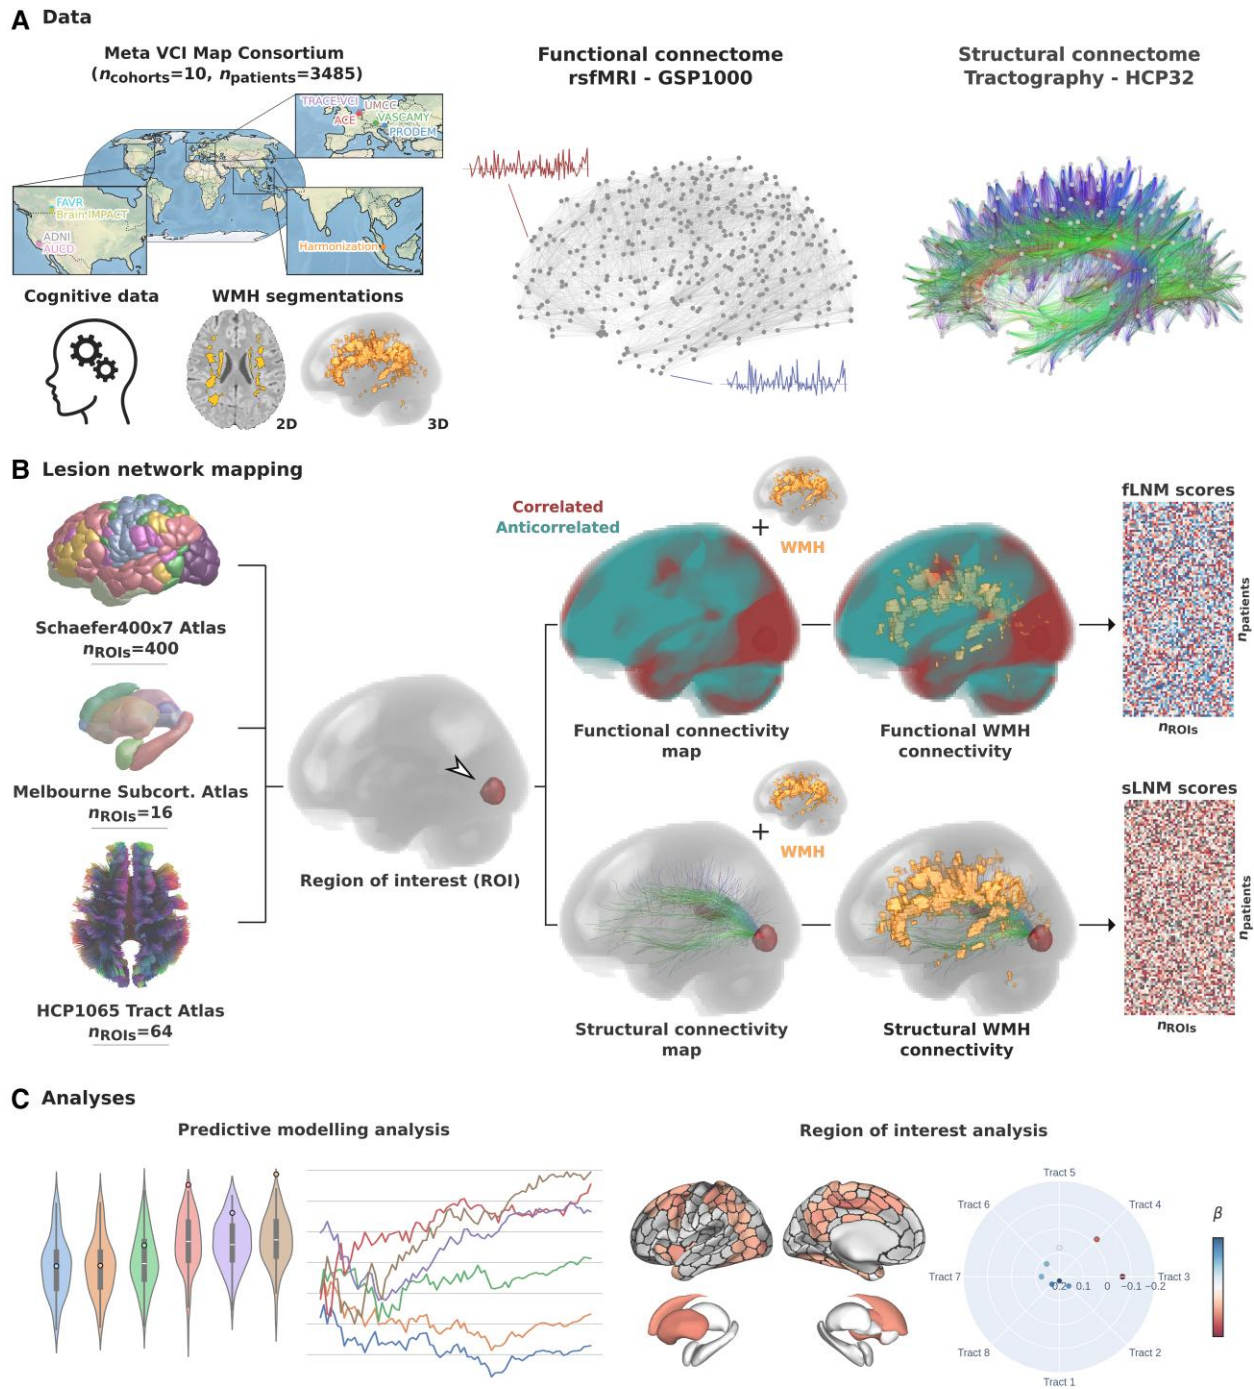 A Data
Meta VCI Map Consortium
(ncohorts=10, npatients=3485)
TRACE-VCI
UMCC
ACE
VASCAMY
PRODEM
FAVR
Brain IMPACT
ADNI
AUCD
Harmonization
Cognitive data
WMH segmentations
2D
3D
Functional connectome
rsfMRI - GSP1000
Structural connectome
Tractography - HCP32
B Lesion network mapping
Schaefer400x7 Atlas
nROIs=400
Melbourne Subcort. Atlas
nROIs=16
HCP1065 Tract Atlas
nROIs=64
Region of interest (ROI)
Correlated
Anticorrelated
+
WMH
Functional connectivity
map
Functional WMH
connectivity
fLNM scores
npatients
nROIs
+
WMH
Structural connectivity
map
Structural WMH
connectivity
sLNM scores
npatients
nROIs
C Analyses
Predictive modelling analysis
Region of interest analysis
Tract 5
Tract 6
Tract 4
Tract 7
Tract 3
0.2 0.1 0 −0.1 −0.2
Tract 8
Tract 2
Tract 1
β